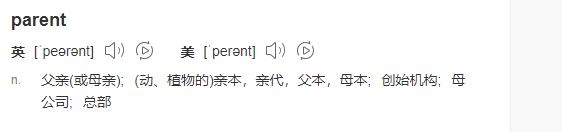 parent
英 [ˈpeərənt] 美 [ˈperənt]
n. 父亲(或母亲)；(动、植物的)亲本，亲代，父本，母本；创始机构；母
公司；总部